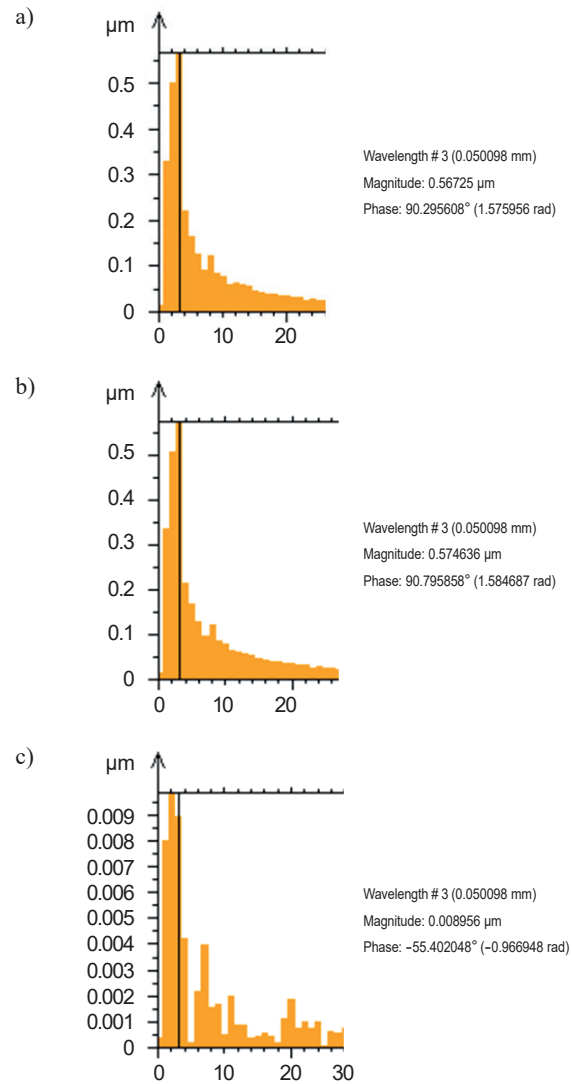 a)
µm
0.5
0.4
0.3
0.2
0.1
0
0 10 20
Wavelength # 3 (0.050098 mm)
Magnitude: 0.56725 µm
Phase: 90.295608° (1.575956 rad)
b)
µm
0.5
0.4
0.3
0.2
0.1
0
0 10 20
Wavelength # 3 (0.050098 mm)
Magnitude: 0.574636 µm
Phase: 90.795858° (1.584687 rad)
c)
µm
0.009
0.008
0.007
0.006
0.005
0.004
0.003
0.002
0.001
0
0 10 20 30
Wavelength # 3 (0.050098 mm)
Magnitude: 0.008956 µm
Phase: −55.402048° (−0.966948 rad)